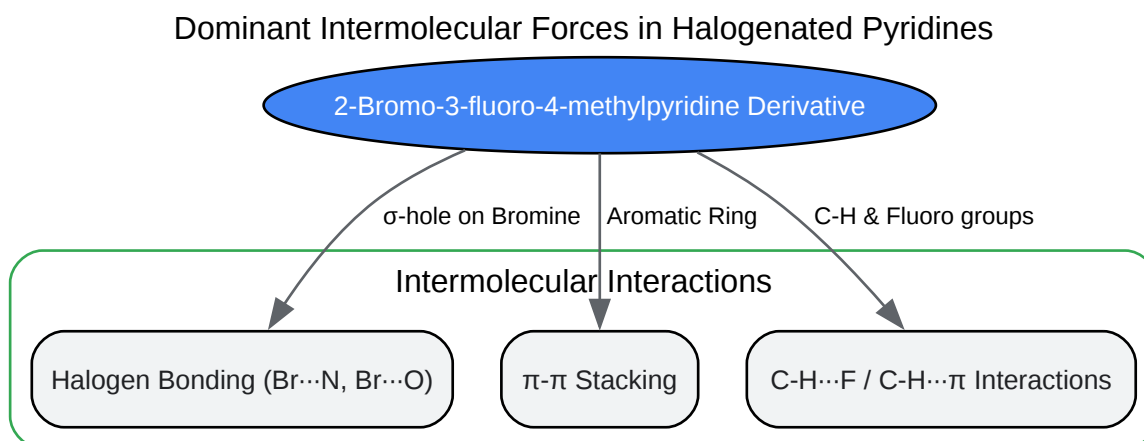 Dominant Intermolecular Forces in Halogenated Pyridines
2-Bromo-3-fluoro-4-methylpyridine Derivative
σ-hole on Bromine
Aromatic Ring
C-H & Fluoro groups
Intermolecular Interactions
Halogen Bonding (Br···N, Br···O)
π-π Stacking
C-H···F / C-H···π Interactions